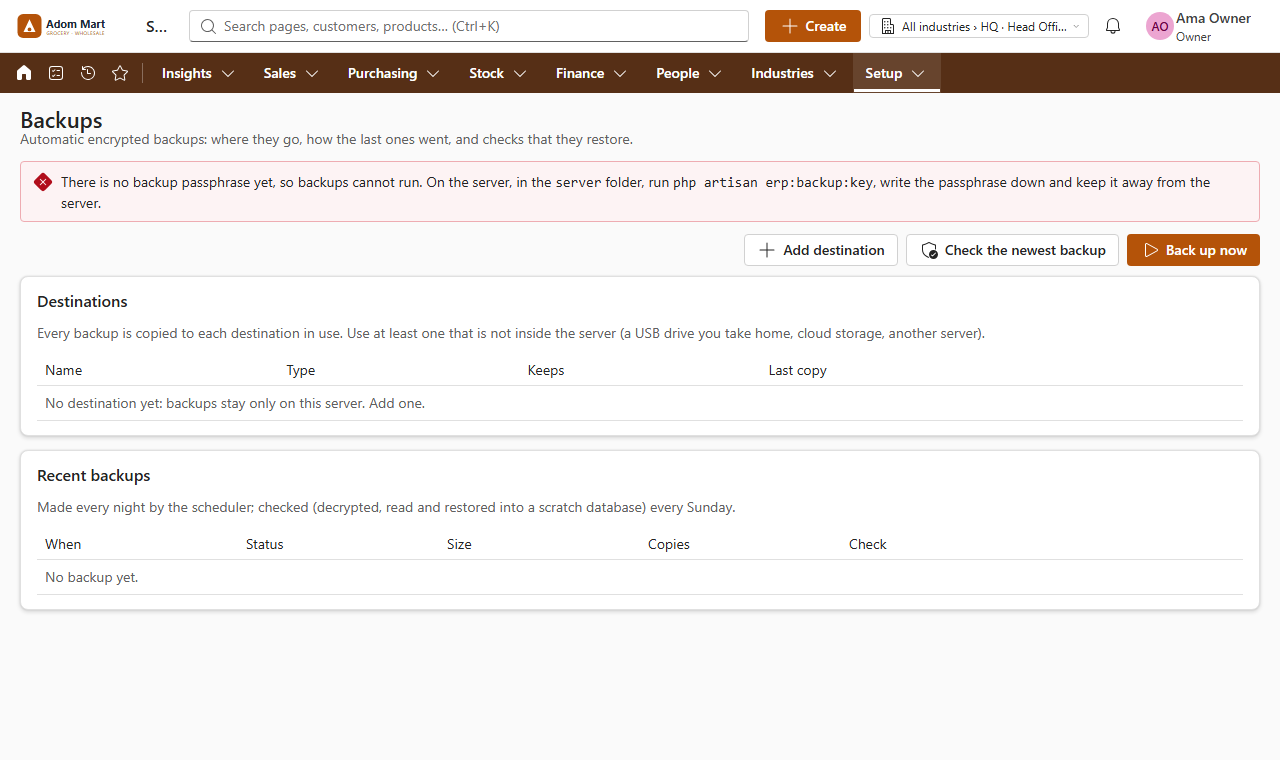 Adom Mart
GROCERY · WHOLESALE
S...
Search pages, customers, products... (Ctrl+K)
Create
All industries › HQ · Head Offi...
AO
Ama Owner
Owner
Insights
Sales
Purchasing
Stock
Finance
People
Industries
Setup
Backups
Automatic encrypted backups: where they go, how the last ones went, and checks that they restore.
There is no backup passphrase yet, so backups cannot run. On the server, in the server folder, run php artisan erp:backup:key, write the passphrase down and keep it away from the
server.
Add destination
Check the newest backup
Back up now
Destinations
Every backup is copied to each destination in use. Use at least one that is not inside the server (a USB drive you take home, cloud storage, another server).
Name Type Keeps Last copy
No destination yet: backups stay only on this server. Add one.
Recent backups
Made every night by the scheduler; checked (decrypted, read and restored into a scratch database) every Sunday.
When Status Size Copies Check
No backup yet.